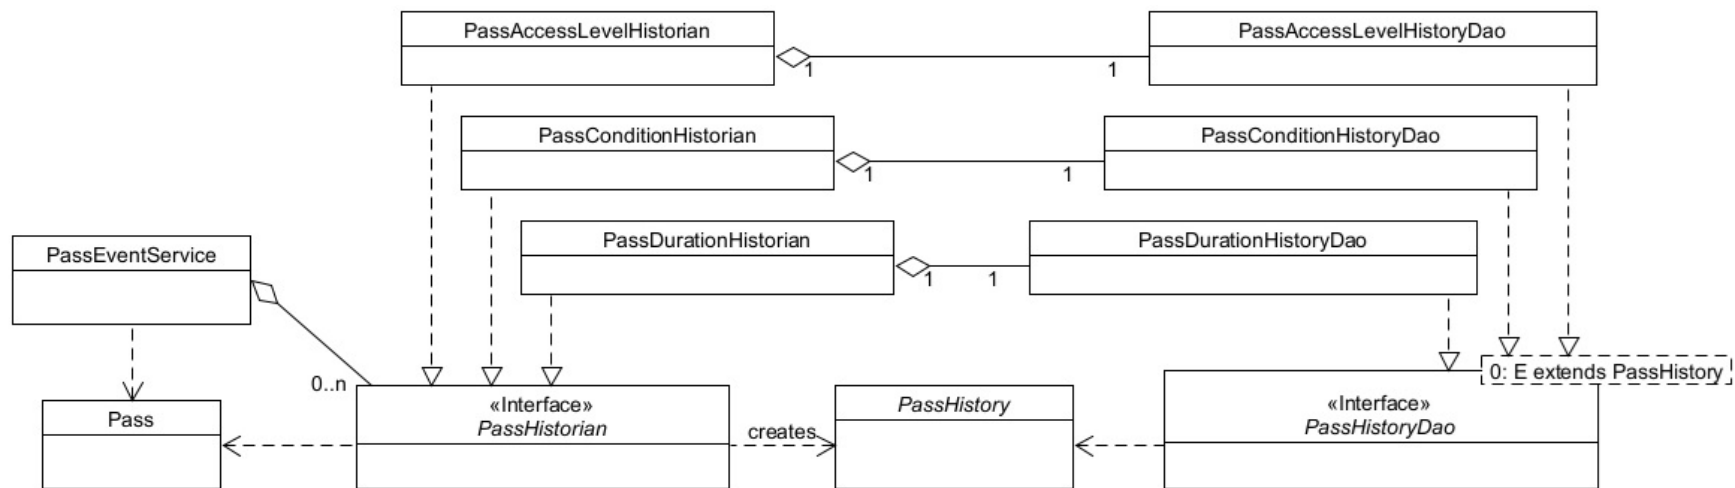 PassAccessLevelHistorian
PassAccessLevelHistoryDao
1
1
PassConditionHistorian
PassConditionHistoryDao
1
1
PassDurationHistorian
PassDurationHistoryDao
1
1
PassEventService
0..n
0: E extends PassHistory
Pass
«Interface»
PassHistorian
creates
PassHistory
«Interface»
PassHistoryDao